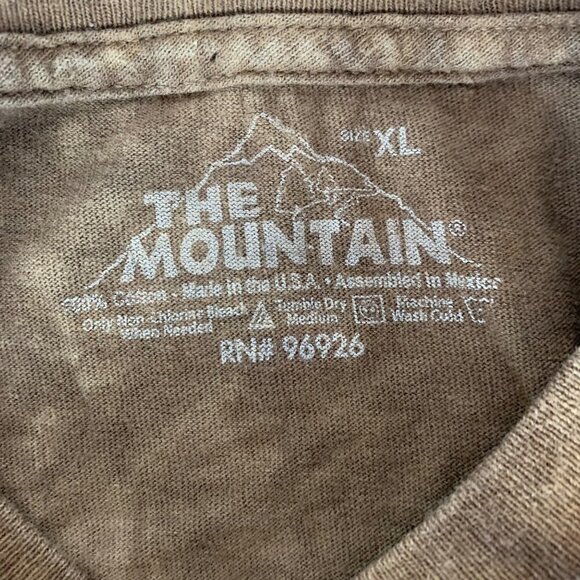 SIZE XL
THE
MOUNTAIN®
100% Cotton • Made in the U.S.A. • Assembled in Mexico
Only Non-Chlorine Bleach When Needed
Tumble Dry Medium
Machine Wash Cold
RN# 96926